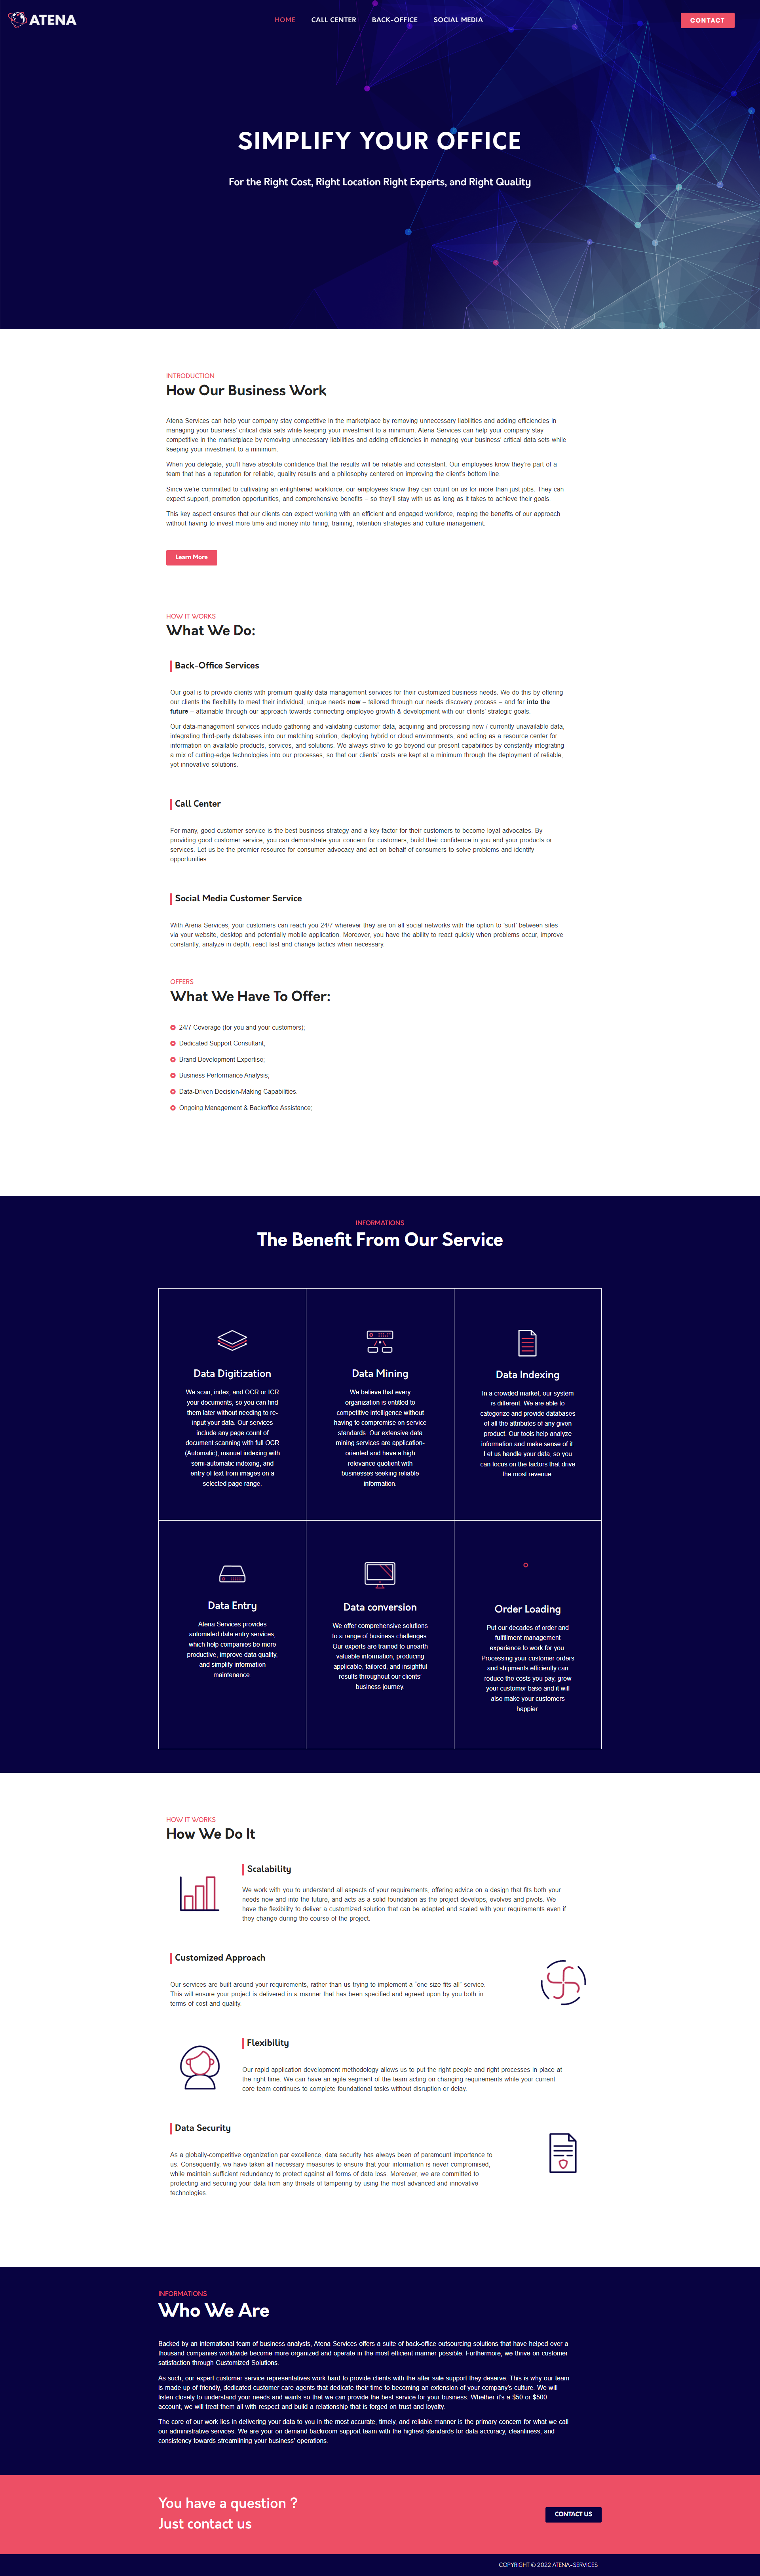 ATENA
HOME
CALL CENTER
BACK-OFFICE
SOCIAL MEDIA
CONTACT
SIMPLIFY YOUR OFFICE
For the Right Cost, Right Location Right Experts, and Right Quality
INTRODUCTION
How Our Business Work
Atena Services can help your company stay competitive in the marketplace by removing unnecessary liabilities and adding efficiencies in
managing your business' critical data sets while keeping your investment to a minimum. Atena Services can help your company stay
competitive in the marketplace by removing unnecessary liabilities and adding efficiencies in managing your business' critical data sets while
keeping your investment to a minimum.
When you delegate, you'll have absolute confidence that the results will be reliable and consistent. Our employees know they're part of a
team that has a reputation for reliable, quality results and a philosophy centered on improving the client's bottom line.
Since we're committed to cultivating an enlightened workforce, our employees know they can count on us for more than just jobs. They can
expect support, promotion opportunities, and comprehensive benefits – so they'll stay with us as long as it takes to achieve their goals.
This key aspect ensures that our clients can expect working with an efficient and engaged workforce, reaping the benefits of our approach
without having to invest more time and money into hiring, training, retention strategies and culture management.
Learn More
HOW IT WORKS
What We Do:
Back-Office Services
Our goal is to provide clients with premium quality data management services for their customized business needs. We do this by offering
our clients the flexibility to meet their individual, unique needs now – tailored through our needs discovery process – and far into the
future – attainable through our approach towards connecting employee growth & development with our clients' strategic goals.
Our data-management services include gathering and validating customer data, acquiring and processing new / currently unavailable data,
integrating third-party databases into our matching solution, deploying hybrid or cloud environments, and acting as a resource center for
information on available products, services, and solutions. We always strive to go beyond our present capabilities by constantly integrating
a mix of cutting-edge technologies into our processes, so that our clients' costs are kept at a minimum through the deployment of reliable,
yet innovative solutions.
Call Center
For many, good customer service is the best business strategy and a key factor for their customers to become loyal advocates. By
providing good customer service, you can demonstrate your concern for customers, build their confidence in you and your products or
services. Let us be the premier resource for consumer advocacy and act on behalf of consumers to solve problems and identify
opportunities.
Social Media Customer Service
With Arena Services, your customers can reach you 24/7 wherever they are on all social networks with the option to 'surf' between sites
via your website, desktop and potentially mobile application. Moreover, you have the ability to react quickly when problems occur, improve
constantly, analyze in-depth, react fast and change tactics when necessary.
OFFERS
What We Have To Offer:
24/7 Coverage (for you and your customers);
Dedicated Support Consultant;
Brand Development Expertise;
Business Performance Analysis;
Data-Driven Decision-Making Capabilities.
Ongoing Management & Backoffice Assistance;
INFORMATIONS
The Benefit From Our Service
Data Digitization
We scan, index, and OCR or ICR
your documents, so you can find
them later without needing to re-
input your data. Our services
include any page count of
document scanning with full OCR
(Automatic), manual indexing with
semi-automatic indexing, and
entry of text from images on a
selected page range.
Data Mining
We believe that every
organization is entitled to
competitive intelligence without
having to compromise on service
standards. Our extensive data
mining services are application-
oriented and have a high
relevance quotient with
businesses seeking reliable
information.
Data Indexing
In a crowded market, our system
is different. We are able to
categorize and provide databases
of all the attributes of any given
product. Our tools help analyze
information and make sense of it.
Let us handle your data, so you
can focus on the factors that drive
the most revenue.
Data Entry
Atena Services provides
automated data entry services,
which help companies be more
productive, improve data quality,
and simplify information
maintenance.
Data conversion
We offer comprehensive solutions
to a range of business challenges.
Our experts are trained to unearth
valuable information, producing
applicable, tailored, and insightful
results throughout our clients'
business journey.
Order Loading
Put our decades of order and
fulfillment management
experience to work for you.
Processing your customer orders
and shipments efficiently can
reduce the costs you pay, grow
your customer base and it will
also make your customers
happier.
HOW IT WORKS
How We Do It
Scalability
We work with you to understand all aspects of your requirements, offering advice on a design that fits both your
needs now and into the future, and acts as a solid foundation as the project develops, evolves and pivots. We
have the flexibility to deliver a customized solution that can be adapted and scaled with your requirements even if
they change during the course of the project.
Customized Approach
Our services are built around your requirements, rather than us trying to implement a "one size fits all" service.
This will ensure your project is delivered in a manner that has been specified and agreed upon by you both in
terms of cost and quality.
Flexibility
Our rapid application development methodology allows us to put the right people and right processes in place at
the right time. We can have an agile segment of the team acting on changing requirements while your current
core team continues to complete foundational tasks without disruption or delay.
Data Security
As a globally-competitive organization par excellence, data security has always been of paramount importance to
us. Consequently, we have taken all necessary measures to ensure that your information is never compromised,
while maintain sufficient redundancy to protect against all forms of data loss. Moreover, we are committed to
protecting and securing your data from any threats of tampering by using the most advanced and innovative
technologies.
INFORMATIONS
Who We Are
Backed by an international team of business analysts, Atena Services offers a suite of back-office outsourcing solutions that have helped over a
thousand companies worldwide become more organized and operate in the most efficient manner possible. Furthermore, we thrive on customer
satisfaction through Customized Solutions.
As such, our expert customer service representatives work hard to provide clients with the after-sale support they deserve. This is why our team
is made up of friendly, dedicated customer care agents that dedicate their time to becoming an extension of your company's culture. We will
listen closely to understand your needs and wants so that we can provide the best service for your business. Whether it's a $50 or $500
account, we will treat them all with respect and build a relationship that is forged on trust and loyalty.
The core of our work lies in delivering your data to you in the most accurate, timely, and reliable manner is the primary concern for what we call
our administrative services. We are your on-demand backroom support team with the highest standards for data accuracy, cleanliness, and
consistency towards streamlining your business' operations.
You have a question ?
Just contact us
CONTACT US
COPYRIGHT © 2022 ATENA-SERVICES